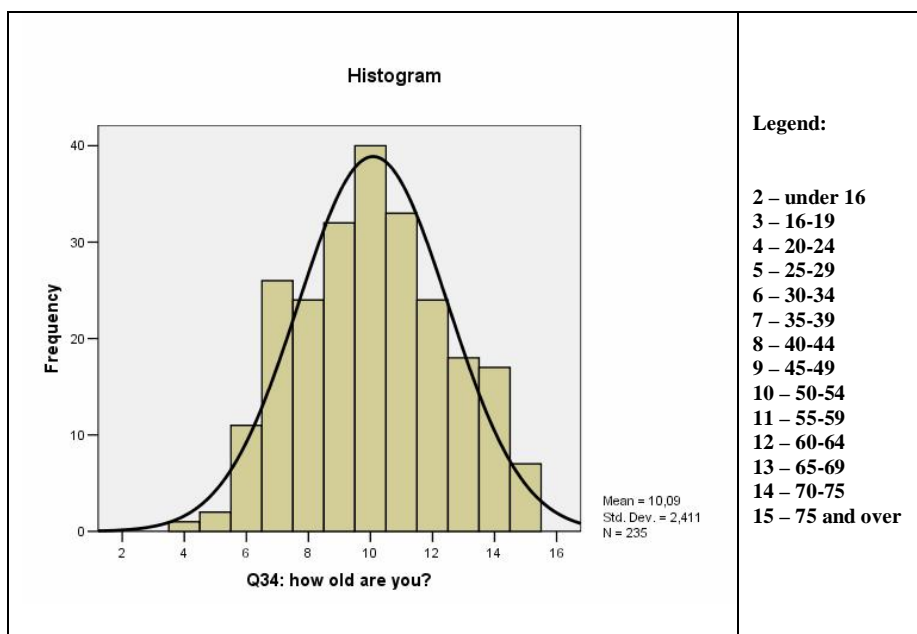 Histogram
Frequency
40
30
20
10
0
2 4 6 8 10 12 14 16
Q34: how old are you?
Mean = 10,09
Std. Dev. = 2,411
N = 235
Legend:
2 – under 16
3 – 16-19
4 – 20-24
5 – 25-29
6 – 30-34
7 – 35-39
8 – 40-44
9 – 45-49
10 – 50-54
11 – 55-59
12 – 60-64
13 – 65-69
14 – 70-75
15 – 75 and over